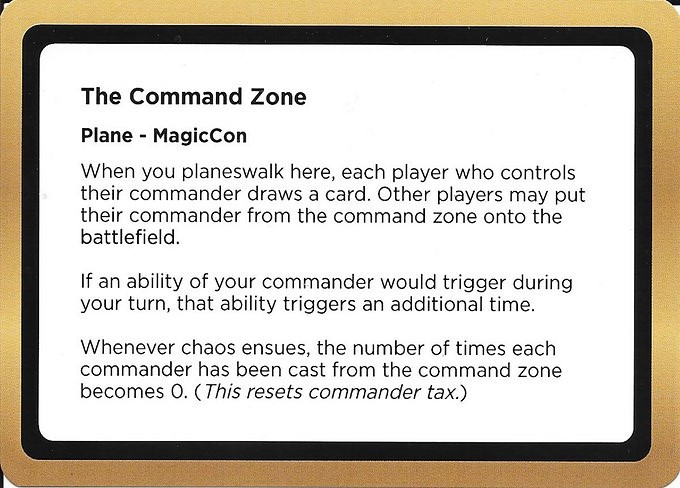 The Command Zone
Plane - MagicCon
When you planeswalk here, each player who controls
their commander draws a card. Other players may put
their commander from the command zone onto the
battlefield.
If an ability of your commander would trigger during
your turn, that ability triggers an additional time.
Whenever chaos ensues, the number of times each
commander has been cast from the command zone
becomes 0. (This resets commander tax.)